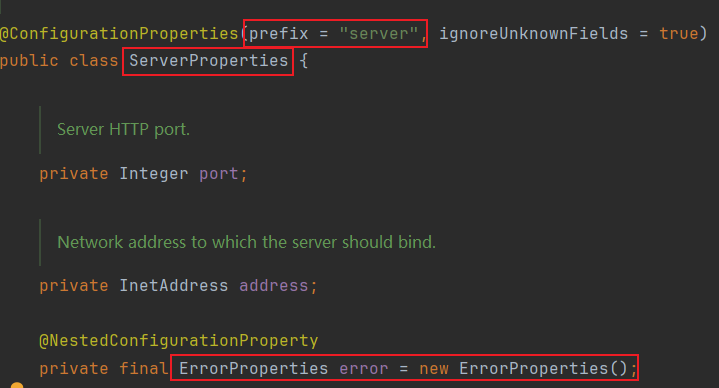 @ConfigurationProperties(prefix = "server", ignoreUnknownFields = true)
public class ServerProperties {
Server HTTP port.
private Integer port;
Network address to which the server should bind.
private InetAddress address;
@NestedConfigurationProperty
private final ErrorProperties error = new ErrorProperties();